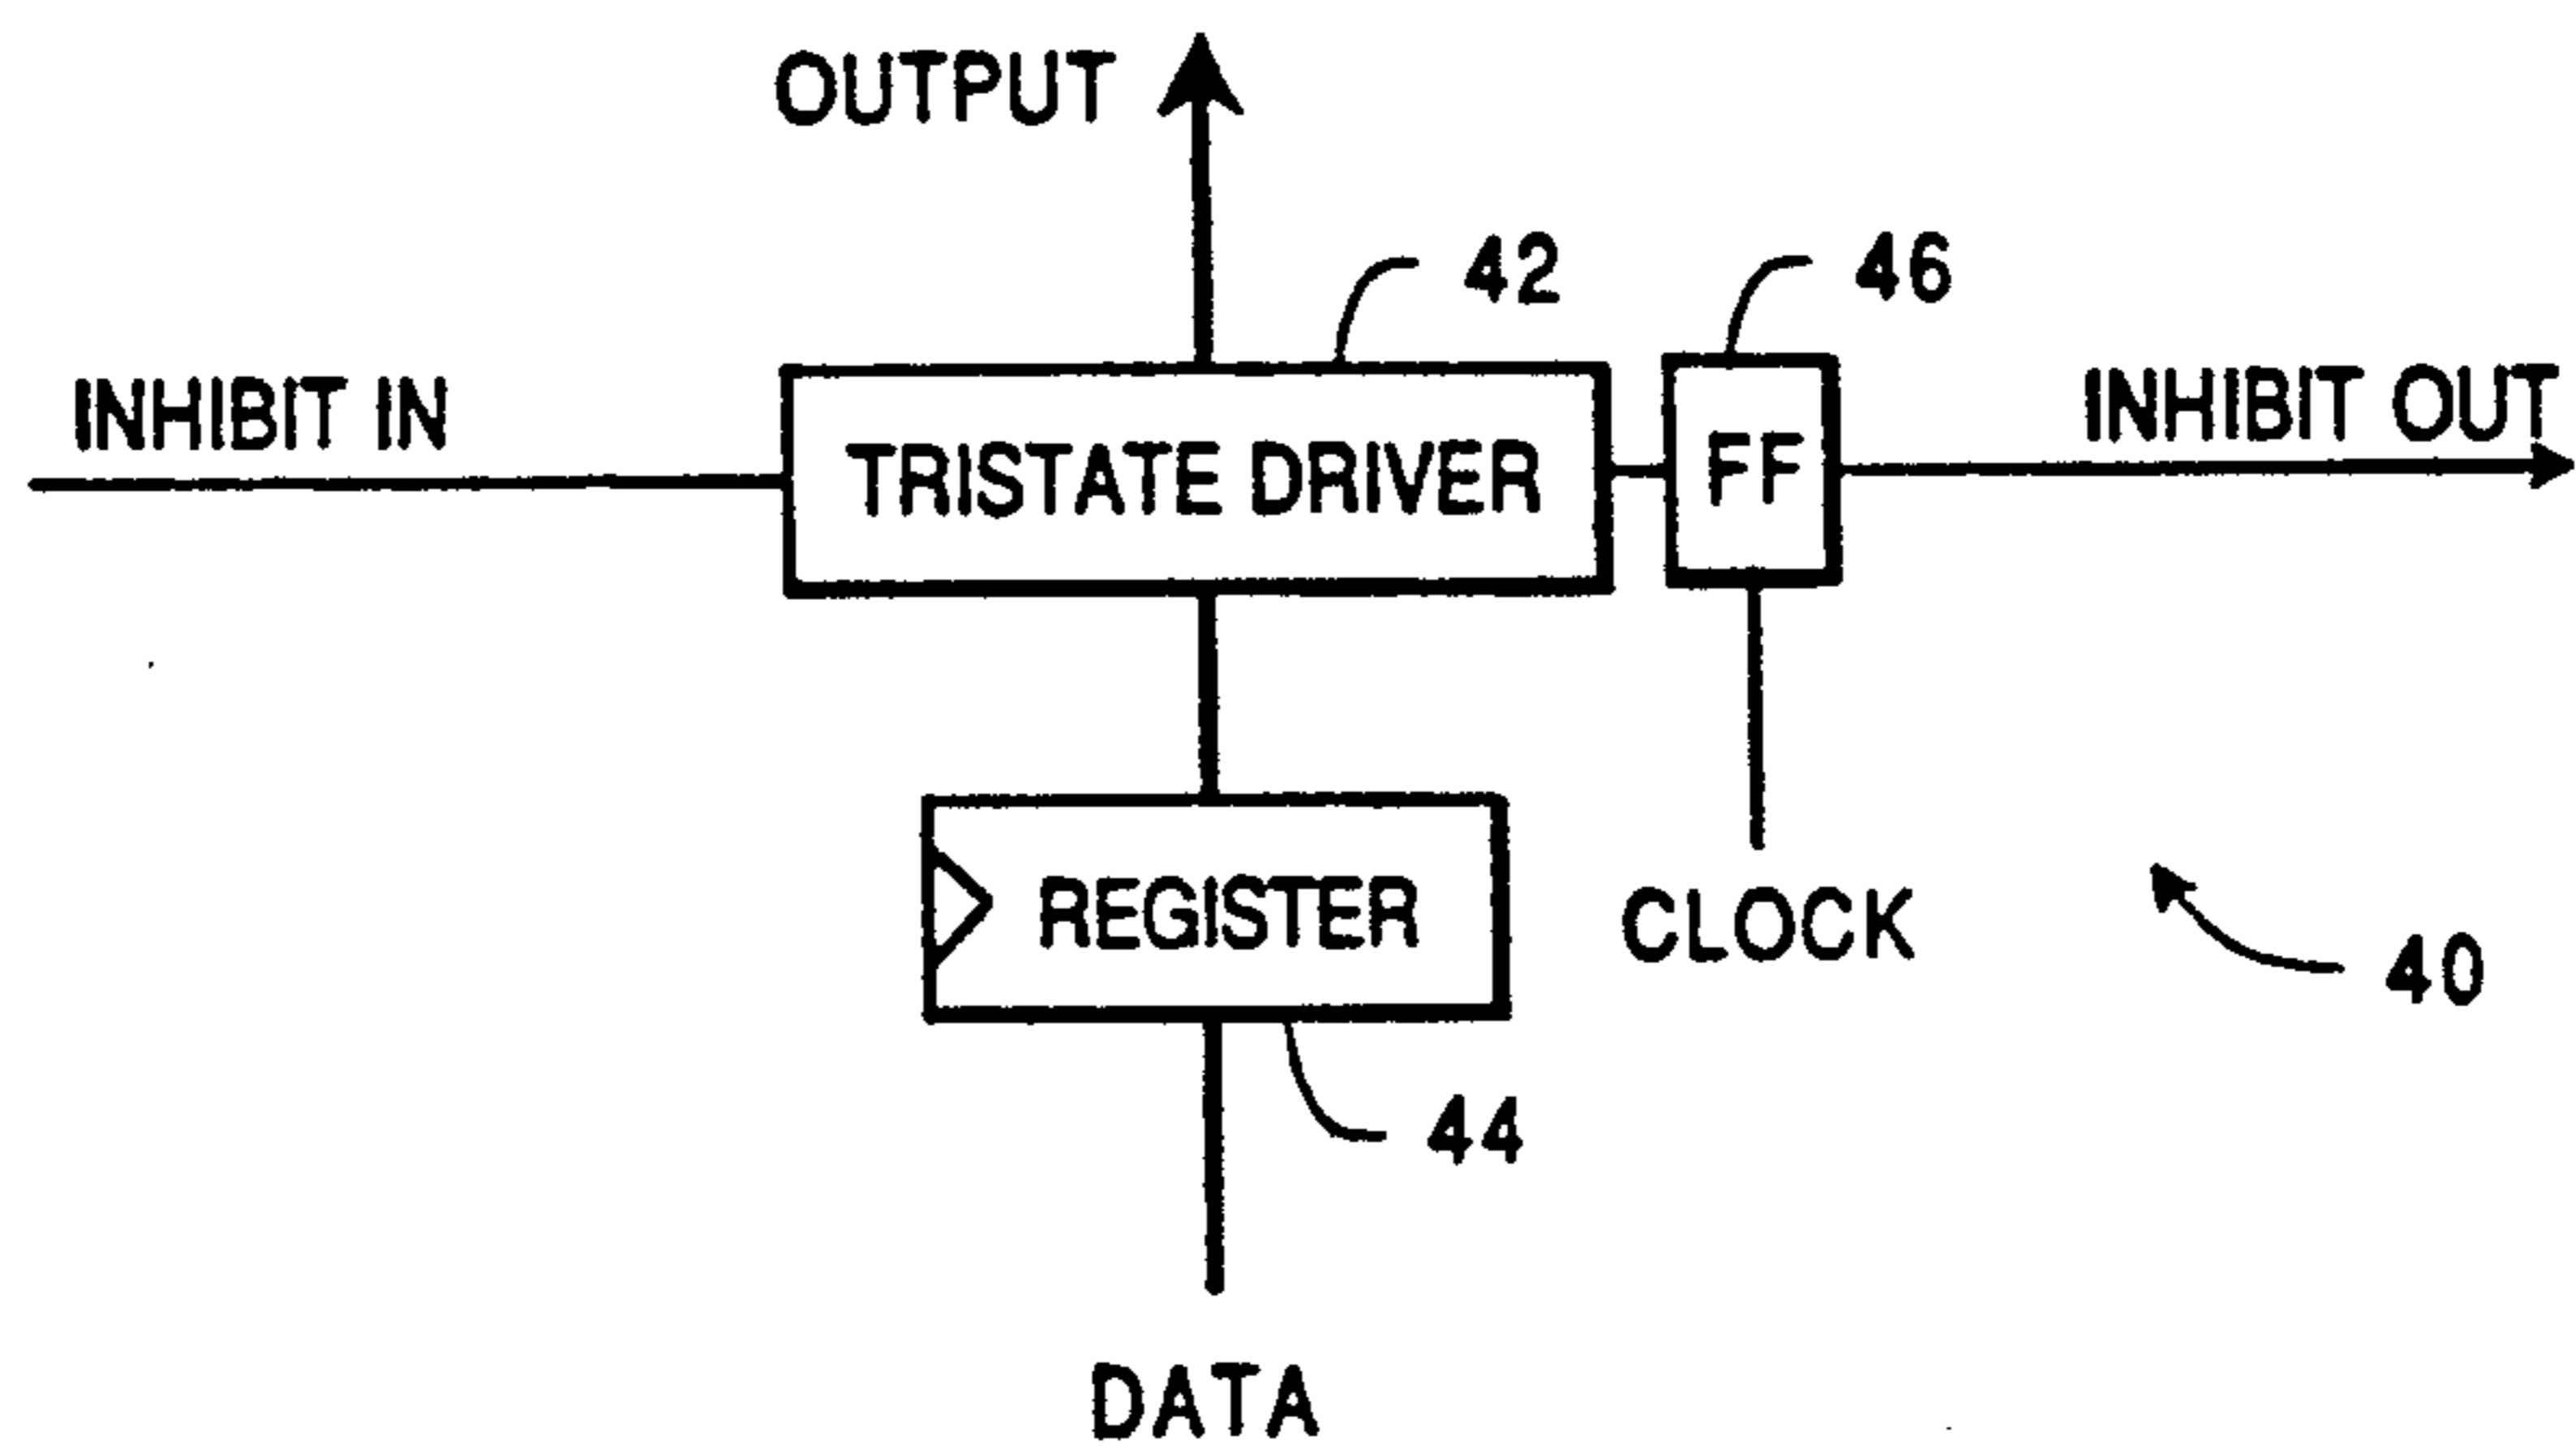 OUTPUT
42
46
INHIBIT IN
INHIBIT OUT
TRISTATE DRIVER
FF
REGISTER
CLOCK
40
44
DATA